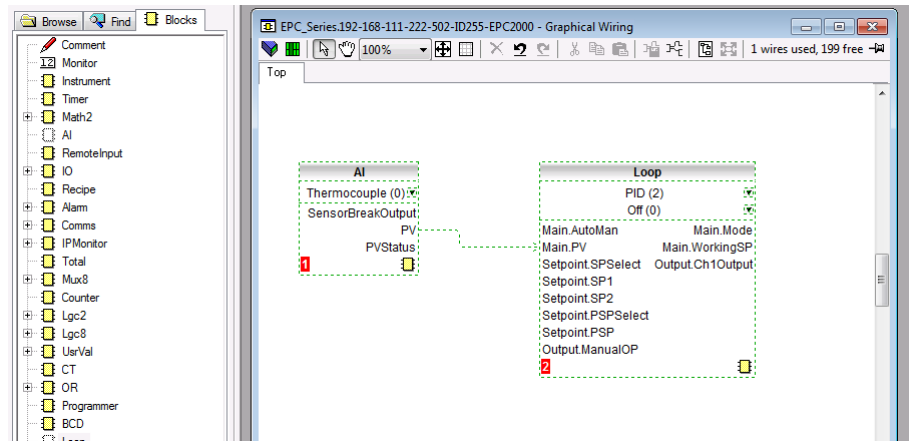 Browse Find Blocks
Comment
Monitor
Instrument
Timer
Math2
AI
RemoteInput
IO
Recipe
Alarm
Comms
IPMonitor
Total
Mux8
Counter
Lgc2
Lgc8
UsrVal
CT
OR
Programmer
BCD
Loop
EPC_Series.192-168-111-222-502-ID255-EPC2000 - Graphical Wiring
100% 1 wires used, 199 free
Top
AI
Thermocouple (0)
SensorBreakOutput
PV
PVStatus
1
Loop
PID (2)
Off (0)
Main.AutoMan Main.Mode
Main.PV Main.WorkingSP
Setpoint.SPSelect Output.Ch1Output
Setpoint.SP1
Setpoint.SP2
Setpoint.PSPSelect
Setpoint.PSP
Output.ManualOP
2